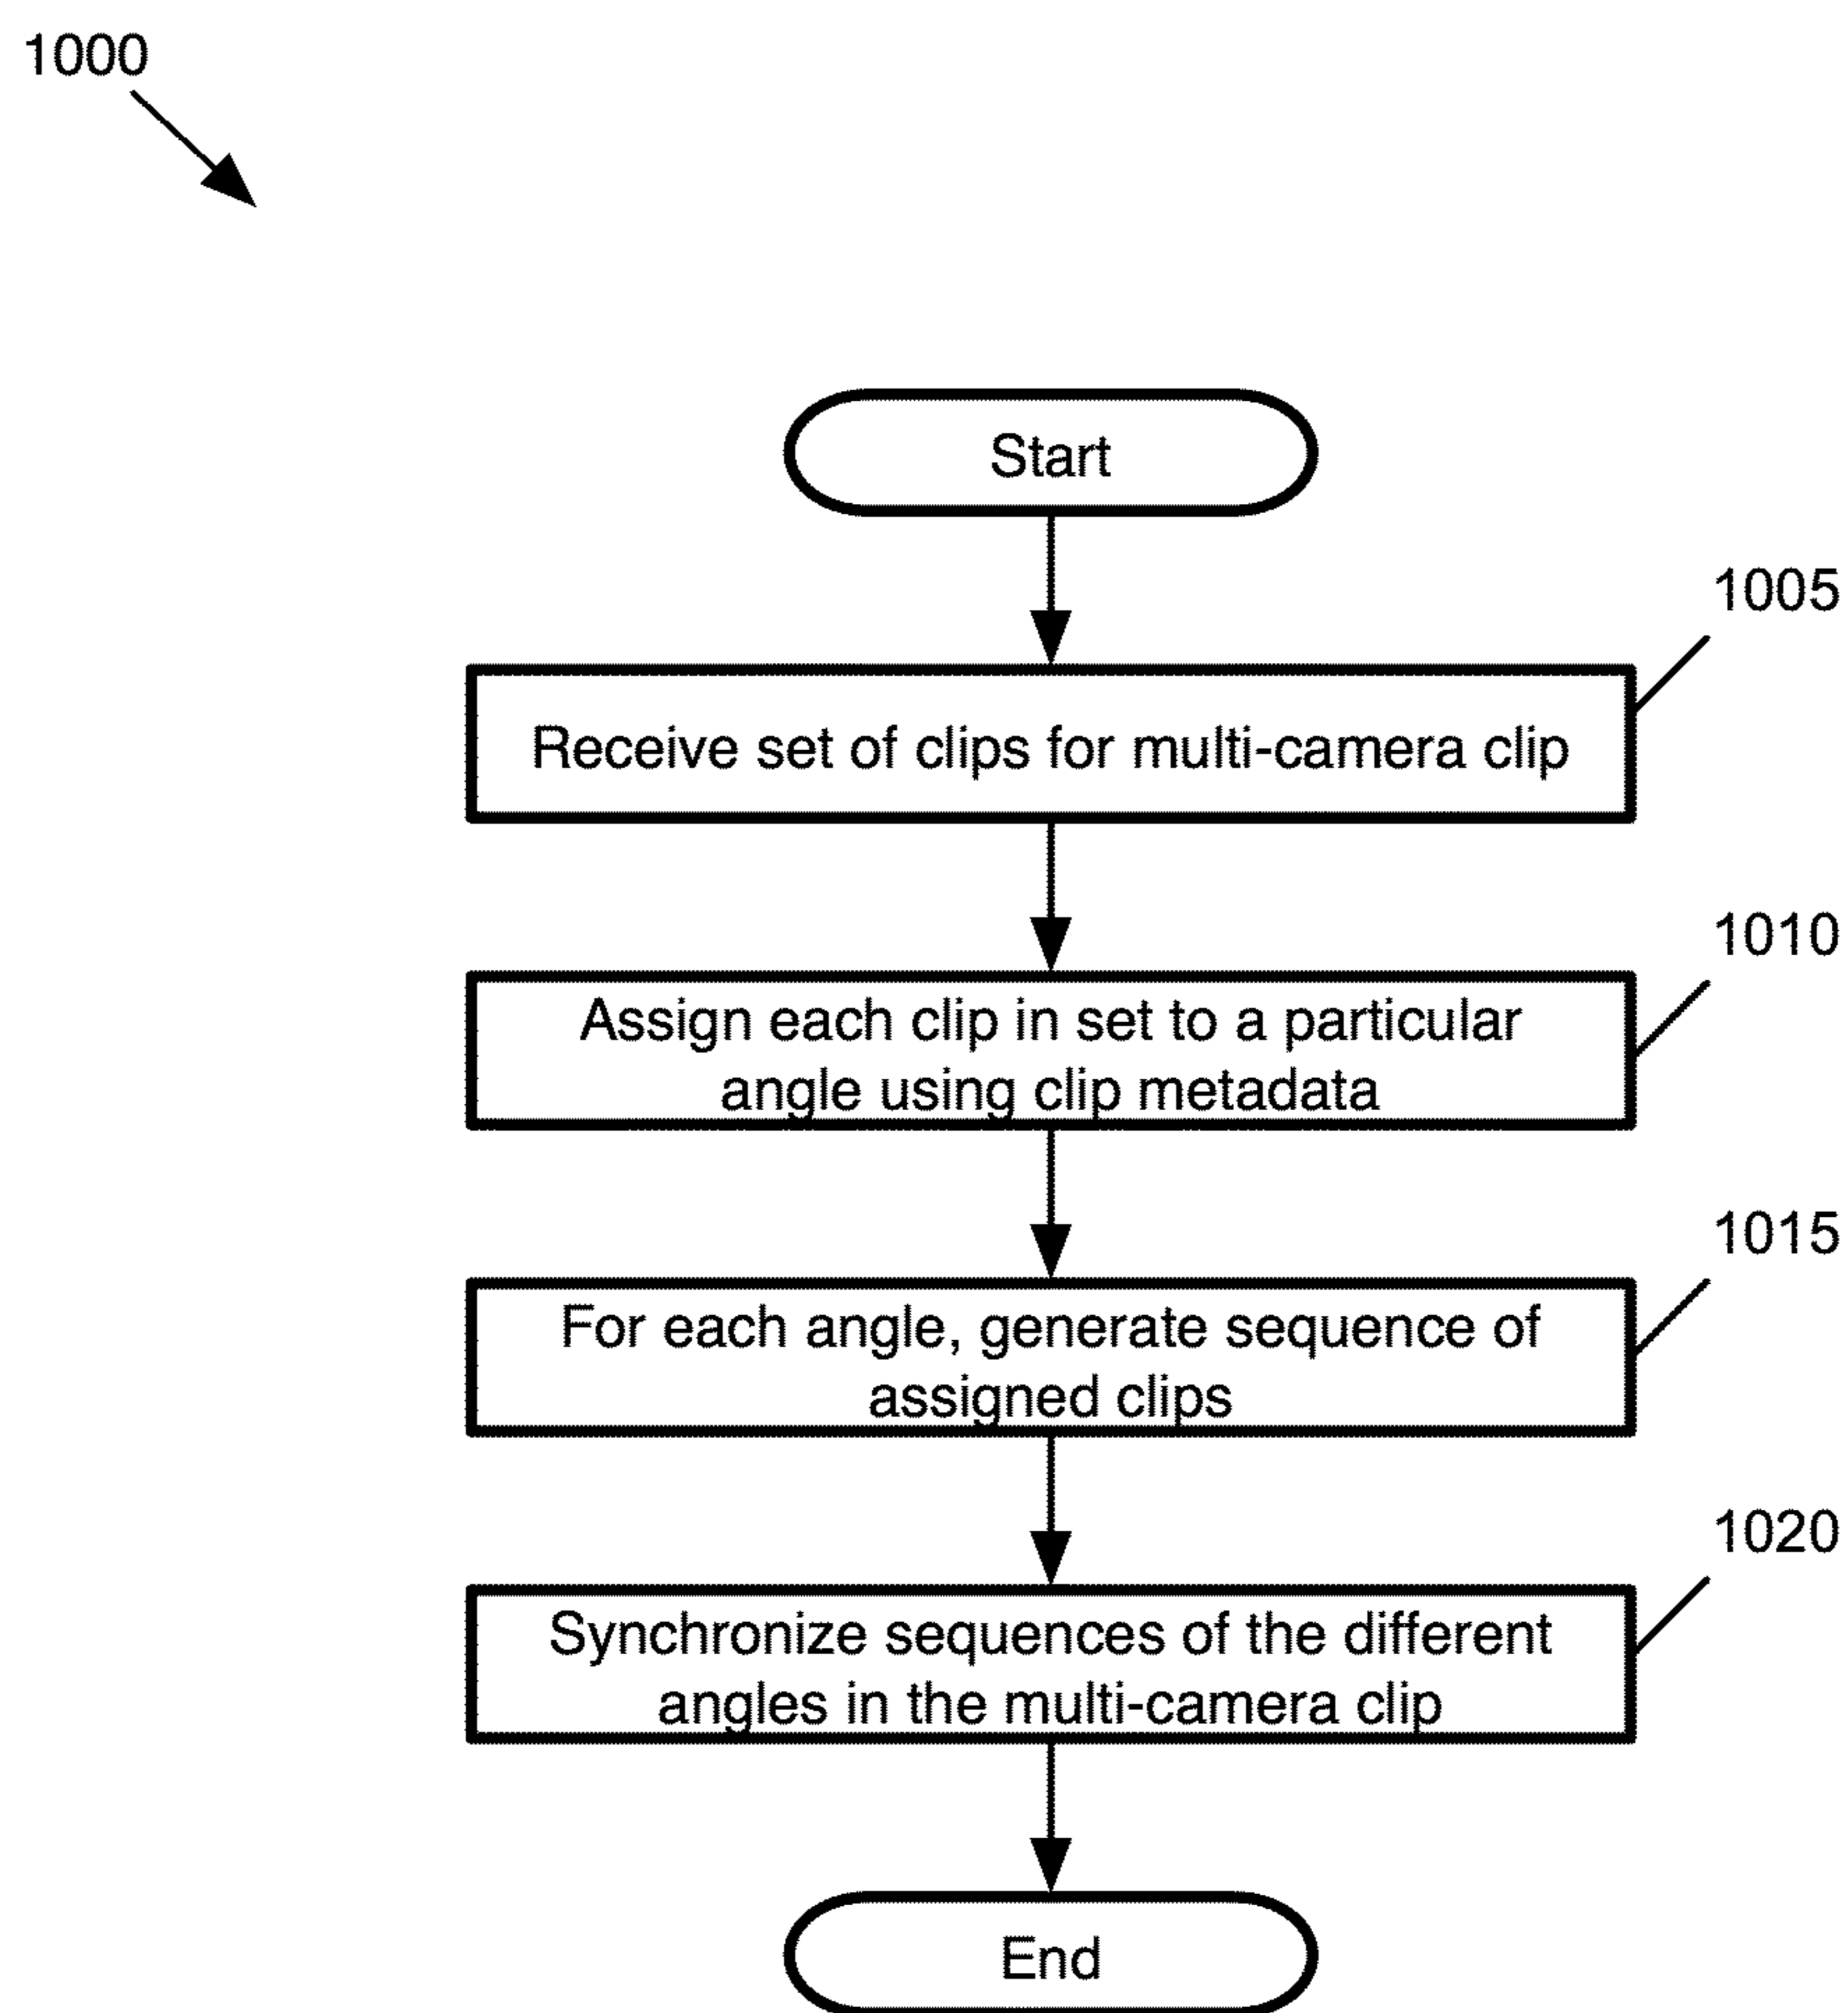 1000
Start
1005
Receive set of clips for multi-camera clip
1010
Assign each clip in set to a particular
angle using clip metadata
1015
For each angle, generate sequence of
assigned clips
1020
Synchronize sequences of the different
angles in the multi-camera clip
End